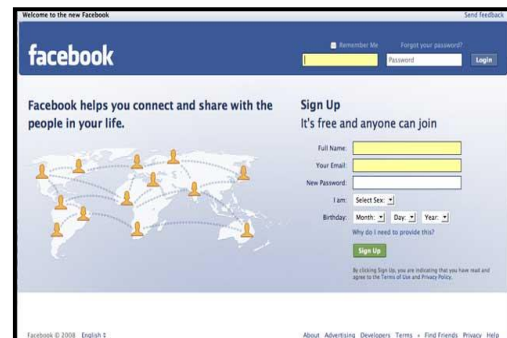 Welcome to the new Facebook
Send feedback
Remember Me
Forgot your password?
facebook
Password
Login
Facebook helps you connect and share with the
people in your life.
Sign Up
It's free and anyone can join
Full Name:
Your Email:
New Password:
I am: Select Sex:
Birthday: Month: Day: Year:
Why do I need to provide this?
Sign Up
By clicking Sign Up, you are indicating that you have read and
agree to the Terms of Use and Privacy Policy.
Facebook © 2008 English
About Advertising Developers Terms • Find Friends Privacy Help